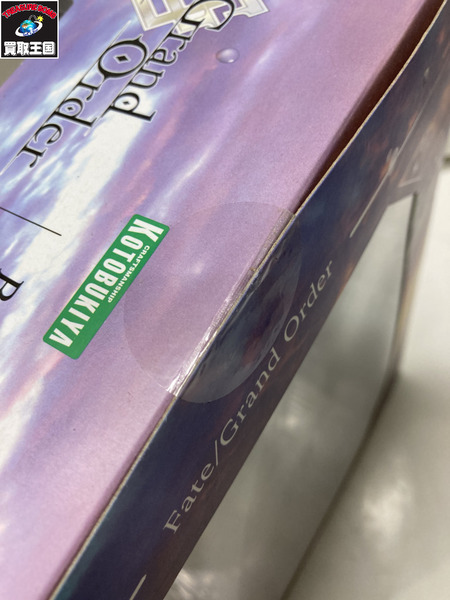 買取王国
Grand
Order
CRAFTSMANSHIP
KOTOBUKIYA
Fate/Grand Order